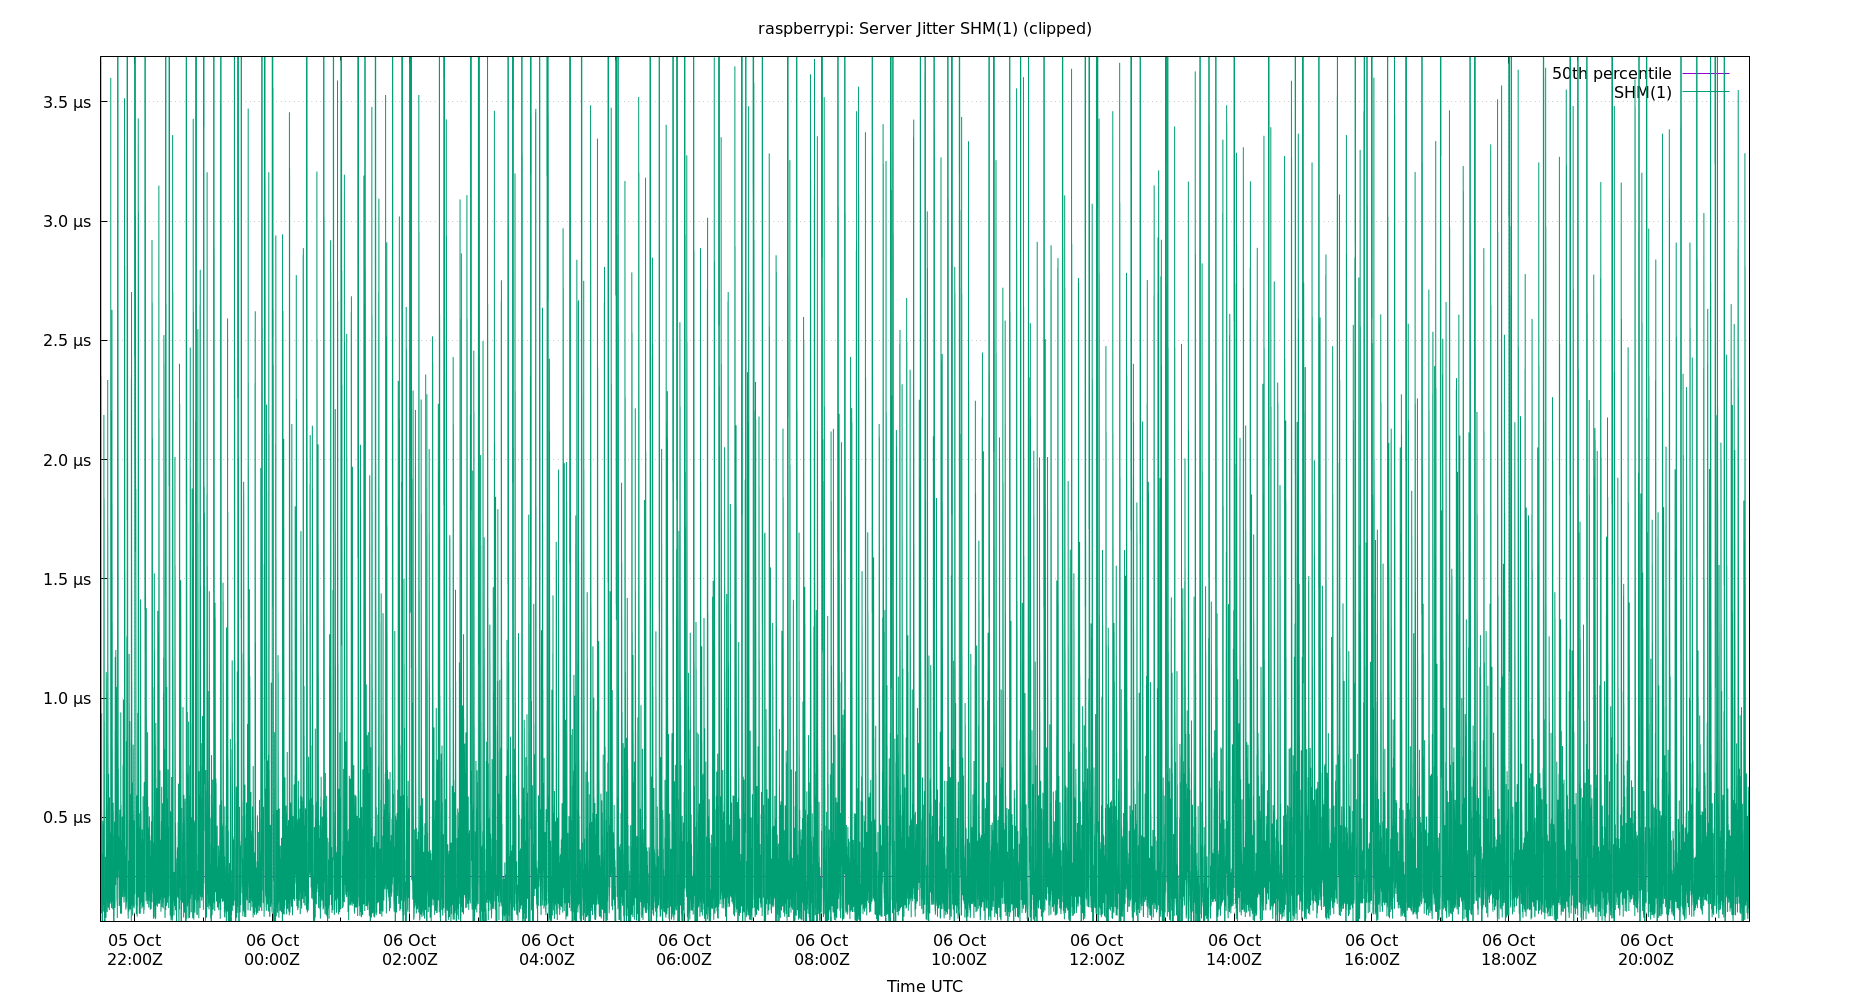 raspberrypi: Server Jitter SHM(1) (clipped)
50th percentile
SHM(1)
3.5 µs
3.0 µs
2.5 µs
2.0 µs
1.5 µs
1.0 µs
0.5 µs
05 Oct 06 Oct 06 Oct 06 Oct 06 Oct 06 Oct 06 Oct 06 Oct 06 Oct 06 Oct 06 Oct 06 Oct
22:00Z 00:00Z 02:00Z 04:00Z 06:00Z 08:00Z 10:00Z 12:00Z 14:00Z 16:00Z 18:00Z 20:00Z
Time UTC